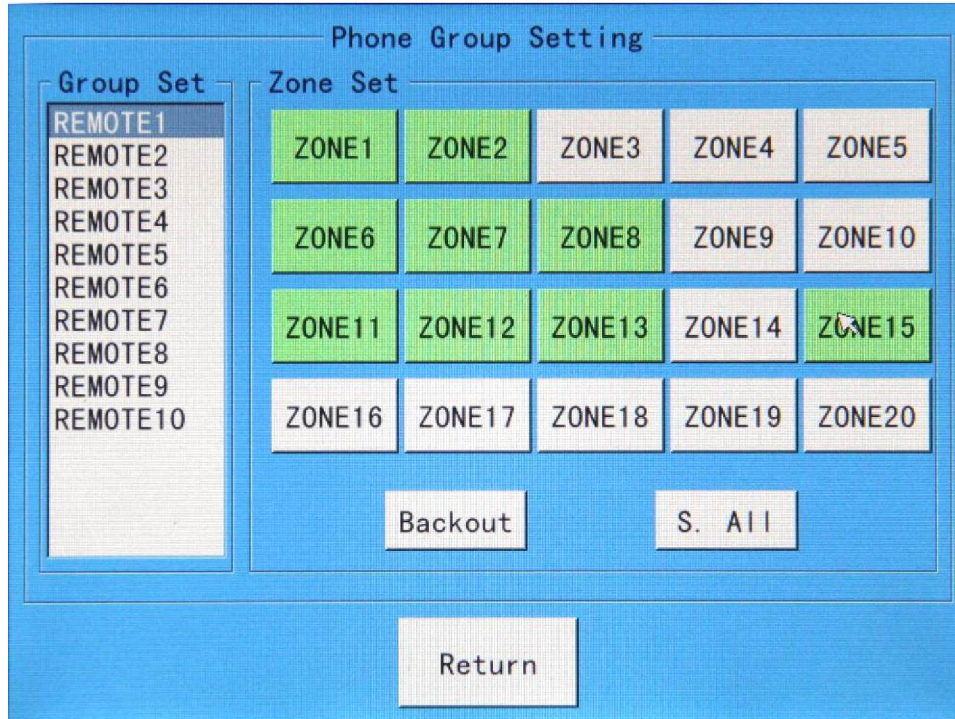 Phone Group Setting
Group Set
REMOTE1
REMOTE2
REMOTE3
REMOTE4
REMOTE5
REMOTE6
REMOTE7
REMOTE8
REMOTE9
REMOTE10
Zone Set
ZONE1 ZONE2 ZONE3 ZONE4 ZONE5
ZONE6 ZONE7 ZONE8 ZONE9 ZONE10
ZONE11 ZONE12 ZONE13 ZONE14 ZONE15
ZONE16 ZONE17 ZONE18 ZONE19 ZONE20
Backout S. All
Return